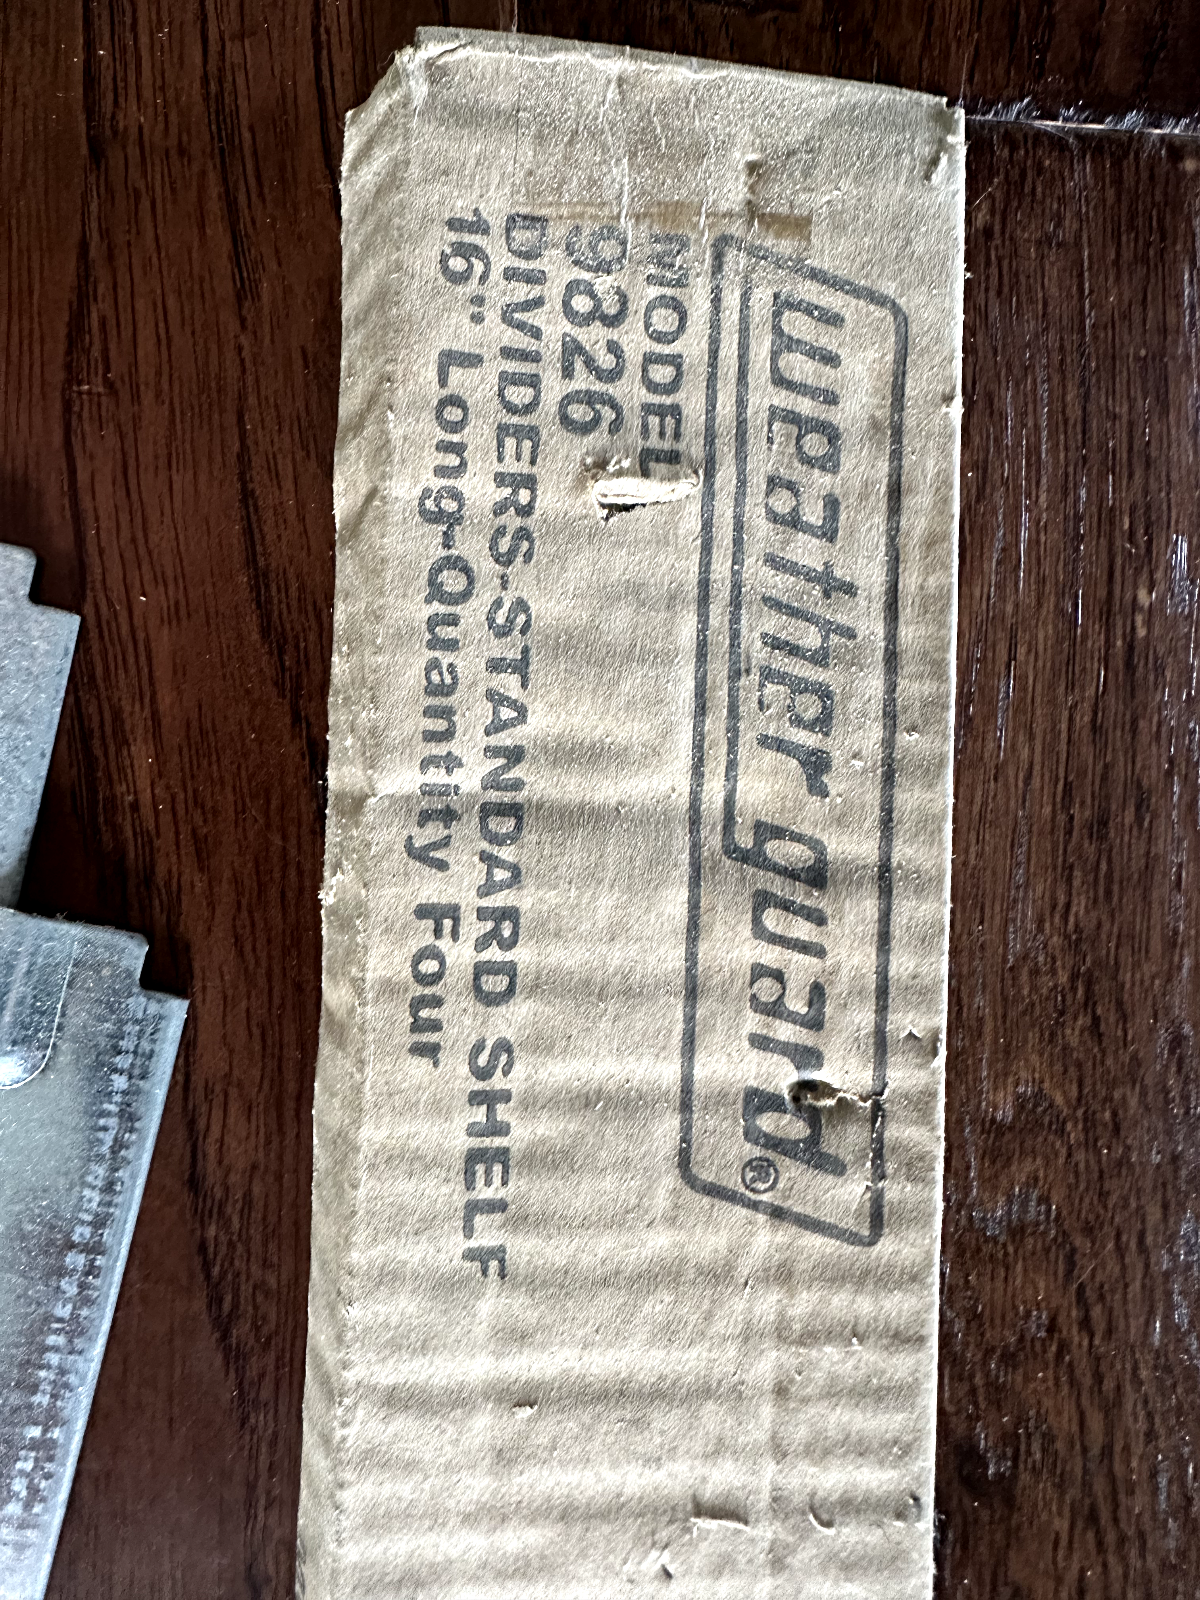 weather guard®
MODEL
9826
DIVIDERS-STANDARD SHELF
16" Long-Quantity Four